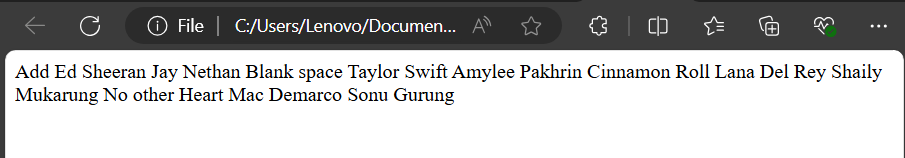 File C:/Users/Lenovo/Documen...
Add Ed Sheeran Jay Nethan Blank space Taylor Swift Amylee Pakhrin Cinnamon Roll Lana Del Rey Shaily
Mukarung No other Heart Mac Demarco Sonu Gurung